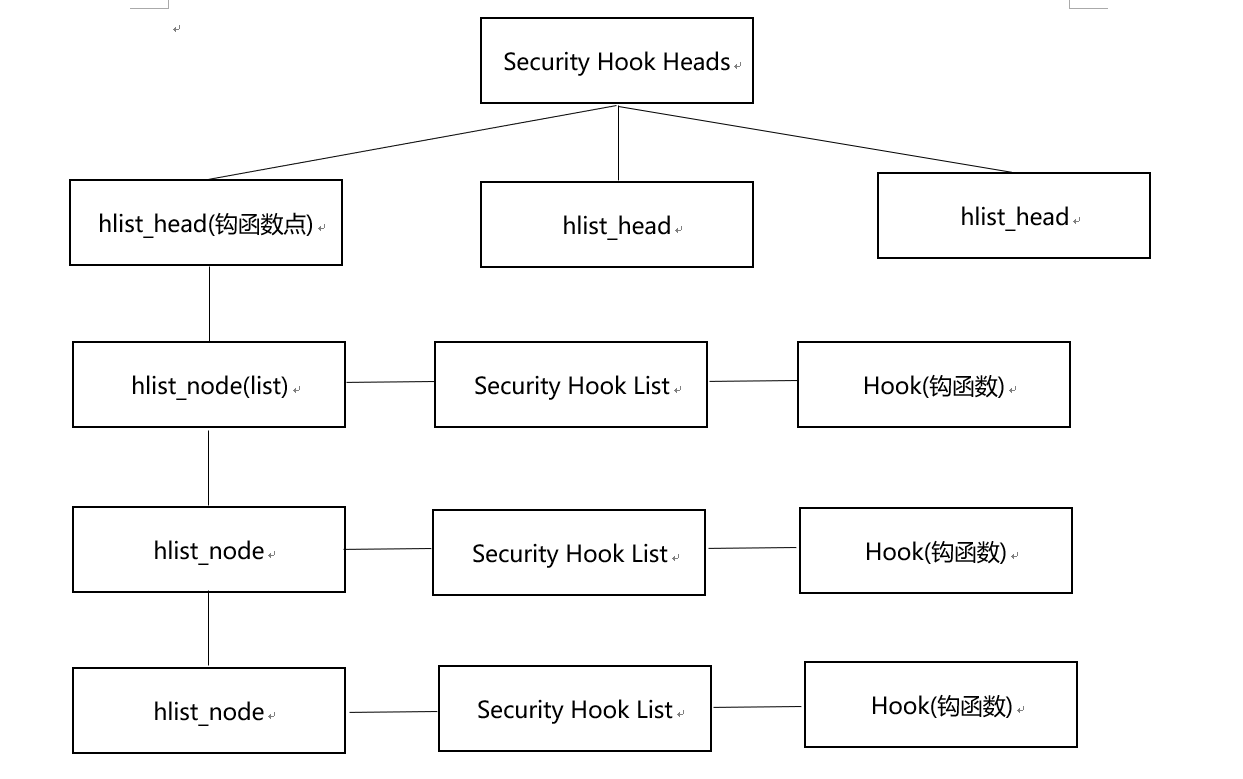 Security Hook Heads
hlist_head(钩函数点)
hlist_head
hlist_head
hlist_node(list)
Security Hook List
Hook(钩函数)
hlist_node
Security Hook List
Hook(钩函数)
hlist_node
Security Hook List
Hook(钩函数)